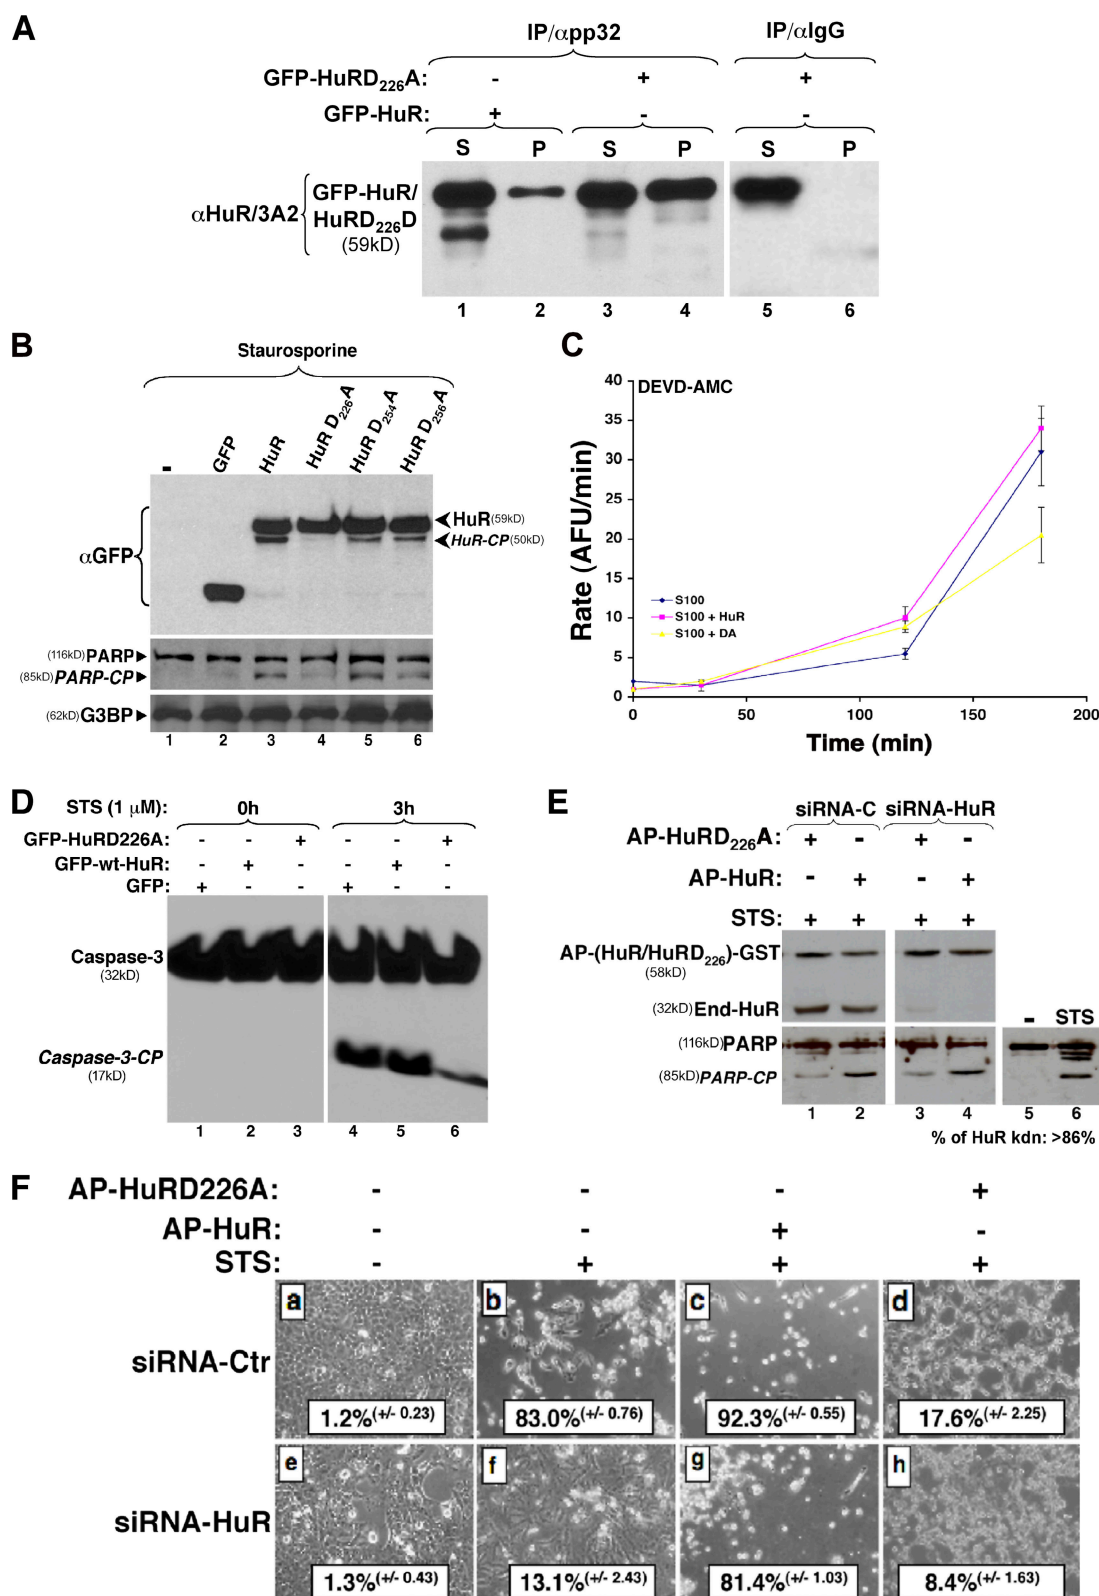 A
IP/αpp32 IP/αIgG
GFP-HuRD226A: - + +
GFP-HuR: + - -
S P S P S P
αHuR/3A2 GFP-HuR/
HuRD226D
(59kD)
1 2 3 4 5 6
B
Staurosporine
- GFP HuR HuR D226A HuR D254A HuR D256A
αGFP
HuR(59kD)
HuR-CP(50kD)
(116kD)PARP
(85kD)PARP-CP
(62kD)G3BP
1 2 3 4 5 6
C
DEVD-AMC
Rate (AFU/min)
40
35
30
25
20
15
10
5
0
S100
S100 + HuR
S100 + DA
0 50 100 150 200
Time (min)
D
STS (1 μM): 0h 3h
GFP-HuRD226A: - - + - - +
GFP-wt-HuR: - + - - + -
GFP: + - - + - -
Caspase-3
(32kD)
Caspase-3-CP
(17kD)
1 2 3 4 5 6
E
siRNA-C siRNA-HuR
AP-HuRD226A: + - + -
AP-HuR: - + - +
STS: + + + +
AP-(HuR/HuRD226)-GST
(58kD)
(32kD)End-HuR
- STS
(116kD)PARP
(85kD)PARP-CP
1 2 3 4 5 6
% of HuR kdn: >86%
F
AP-HuRD226A: - - - +
AP-HuR: - - + -
STS: - + + +
siRNA-Ctr
a b c d
1.2%(+/- 0.23) 83.0%(+/- 0.76) 92.3%(+/- 0.55) 17.6%(+/- 2.25)
siRNA-HuR
e f g h
1.3%(+/- 0.43) 13.1%(+/- 2.43) 81.4%(+/- 1.03) 8.4%(+/- 1.63)